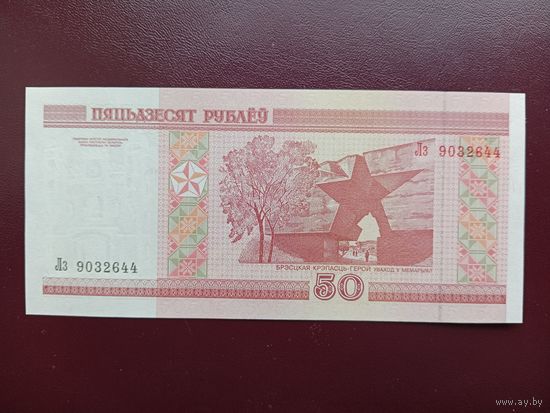 ПЯЦЬДЗЕСЯТ РУБЛЁЎ
Лз 9032644
БРЭСЦКАЯ КРЭПАСЦЬ-ГЕРОЙ УВАХОД У МЕМАРЫЯЛ
Лз 9032644
50
www.ay.by